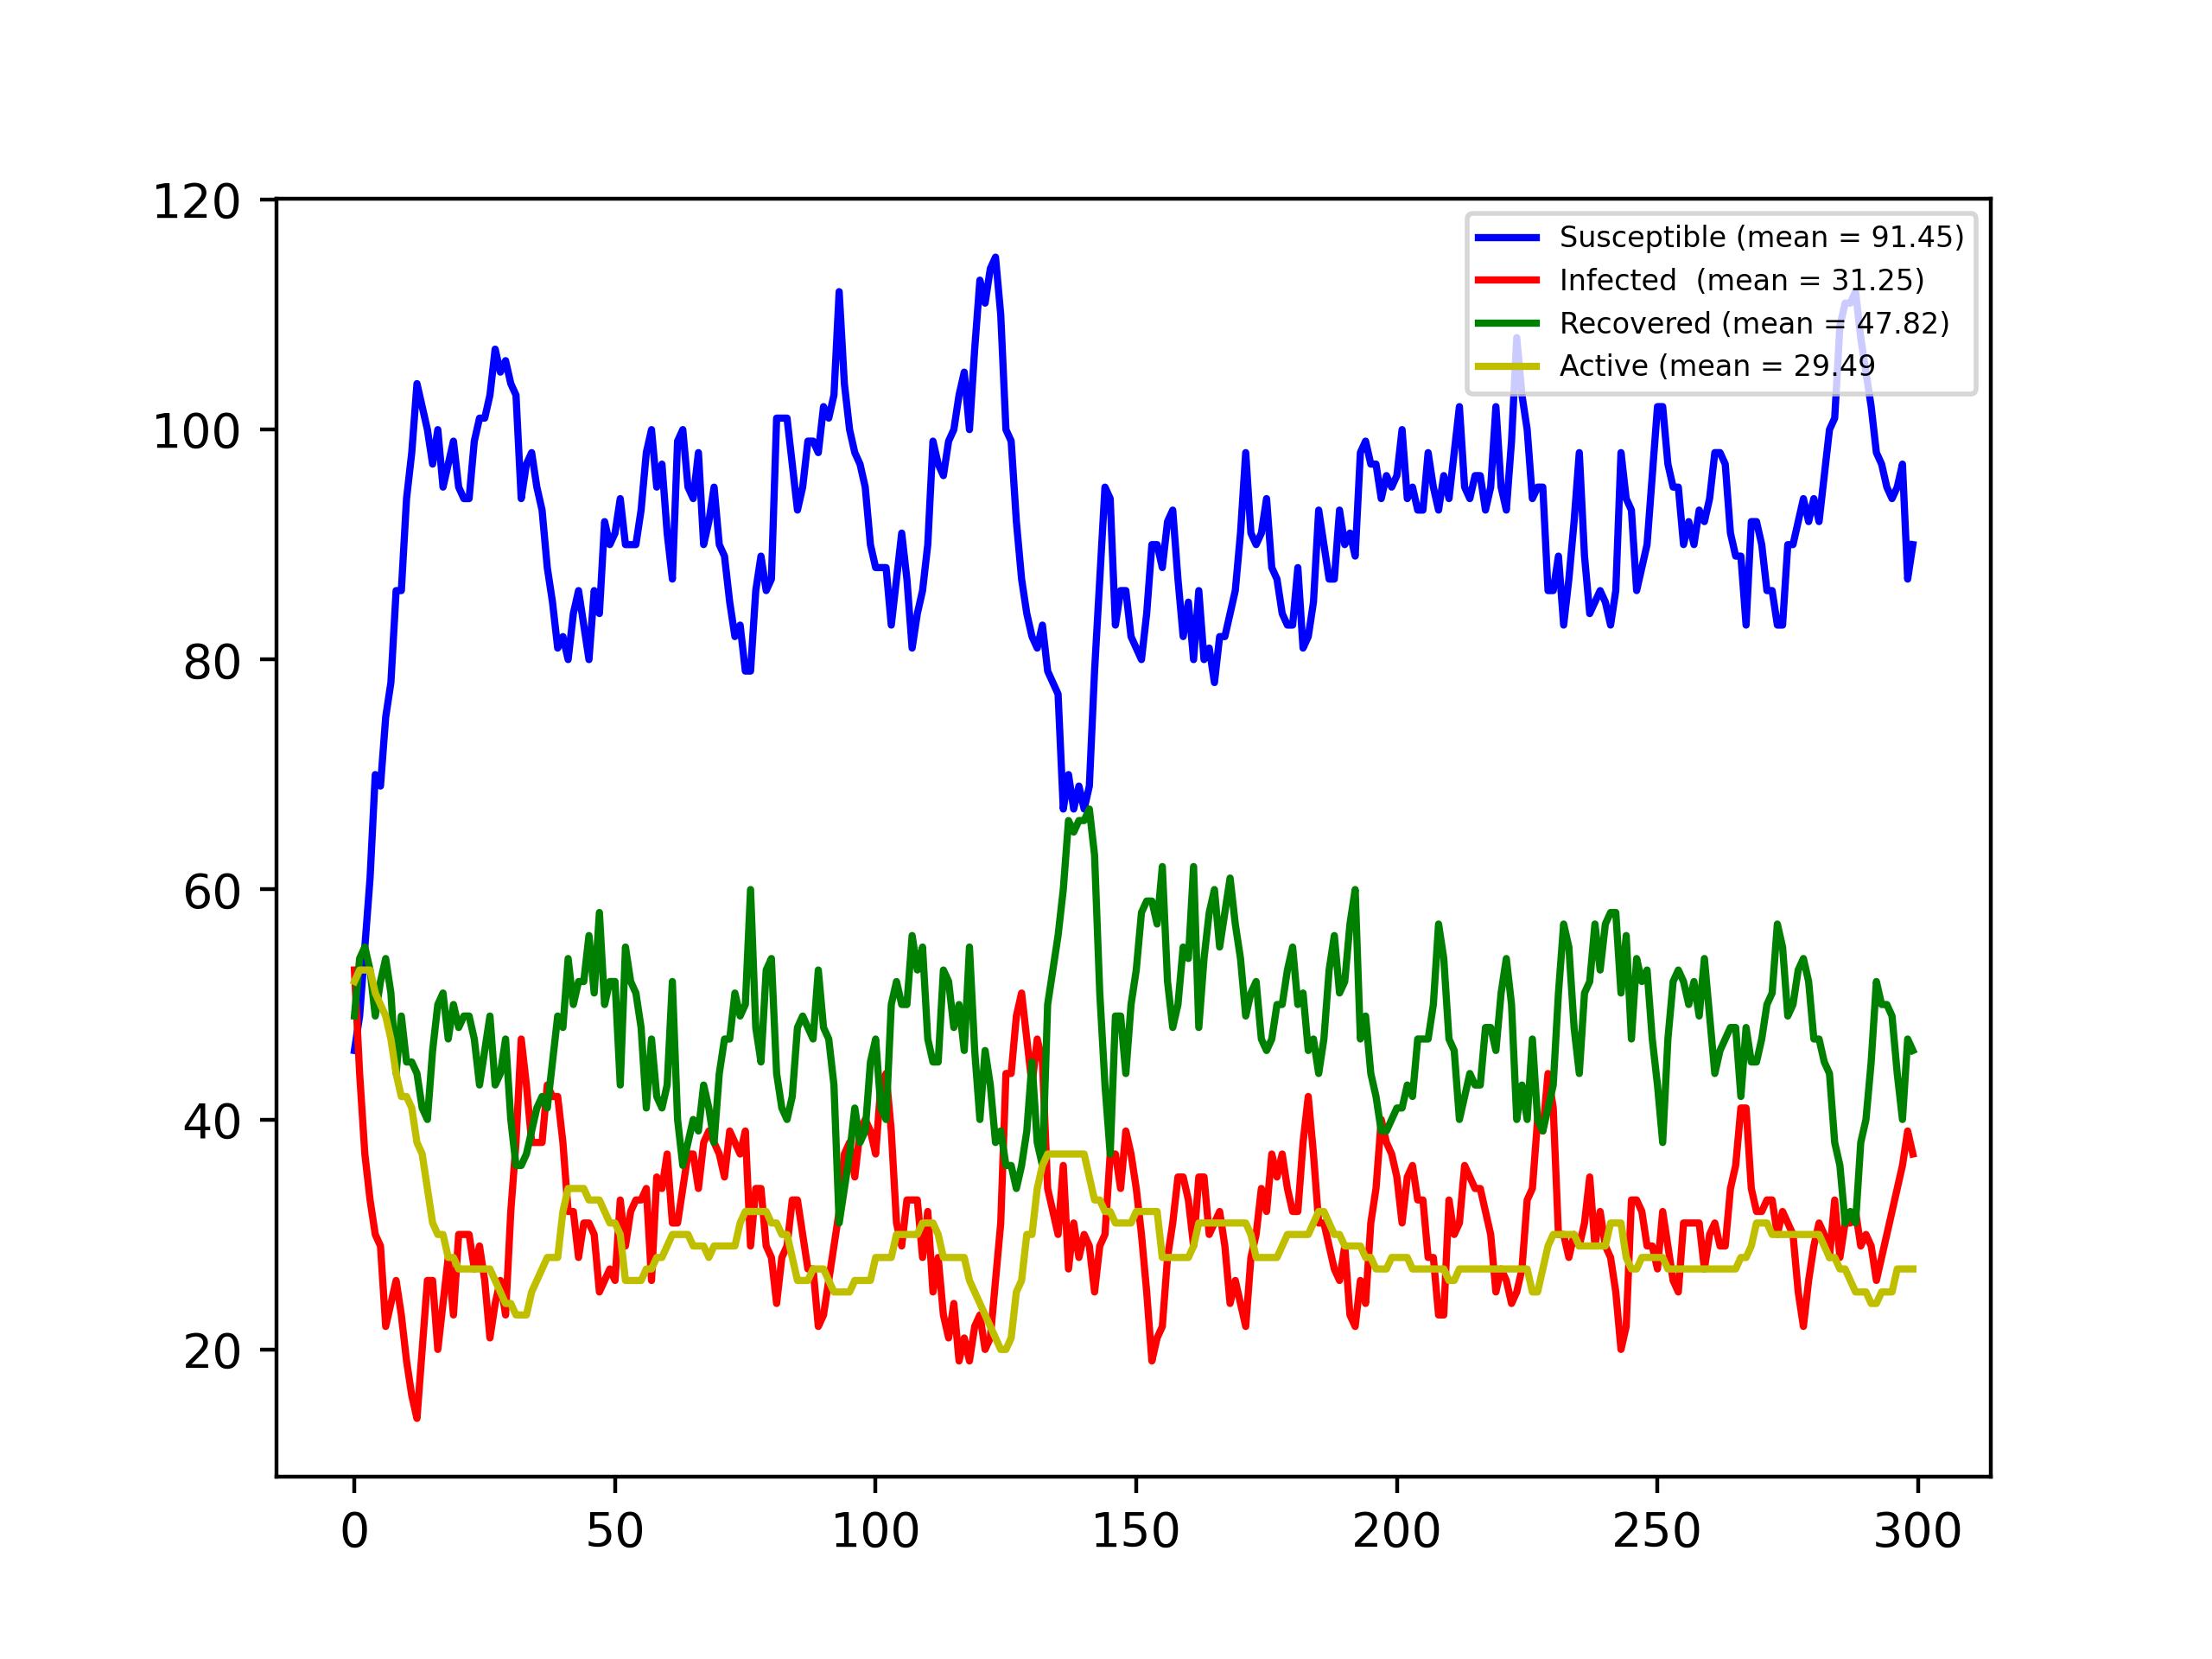 120
100
80
60
40
20
0 50 100 150 200 250 300
Susceptible (mean = 91.45)
Infected  (mean = 31.25)
Recovered (mean = 47.82)
Active (mean = 29.49